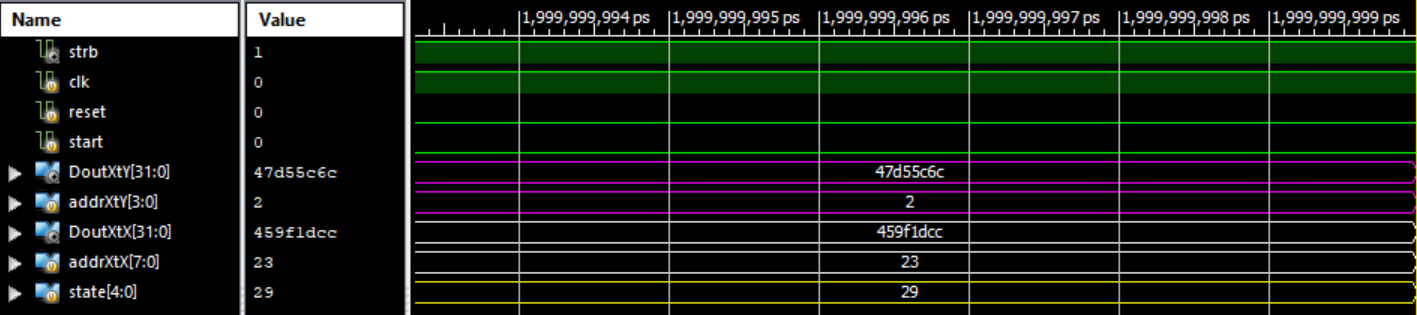 Name Value 1,999,999,994 ps 1,999,999,995 ps 1,999,999,996 ps 1,999,999,997 ps 1,999,999,998 ps 1,999,999,999 ps
strb 1
clk 0
reset 0
start 0
DoutXtY[31:0] 47d55c6c 47d55c6c
addrXtY[3:0] 2 2
DoutXtX[31:0] 459f1dcc 459f1dcc
addrXtX[7:0] 23 23
state[4:0] 29 29